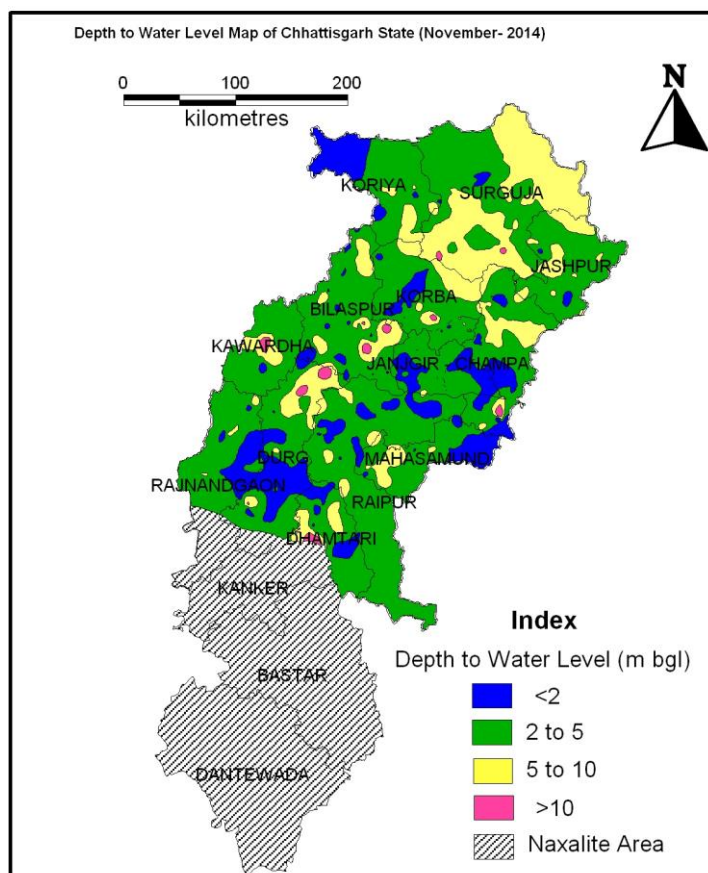 Depth to Water Level Map of Chhattisgarh State (November- 2014)
0 100 200
kilometres
N
KORIYA
SURGUJA
JASHPUR
KORBA
BILASPUR
KAWARDHA
JANJGIR - CHAMPA
DURG
MAHASAMUND
RAJNANDGAON
RAIPUR
DHAMTARI
KANKER
BASTAR
DANTEWADA
Index
Depth to Water Level (m bgl)
<2
2 to 5
5 to 10
>10
Naxalite Area